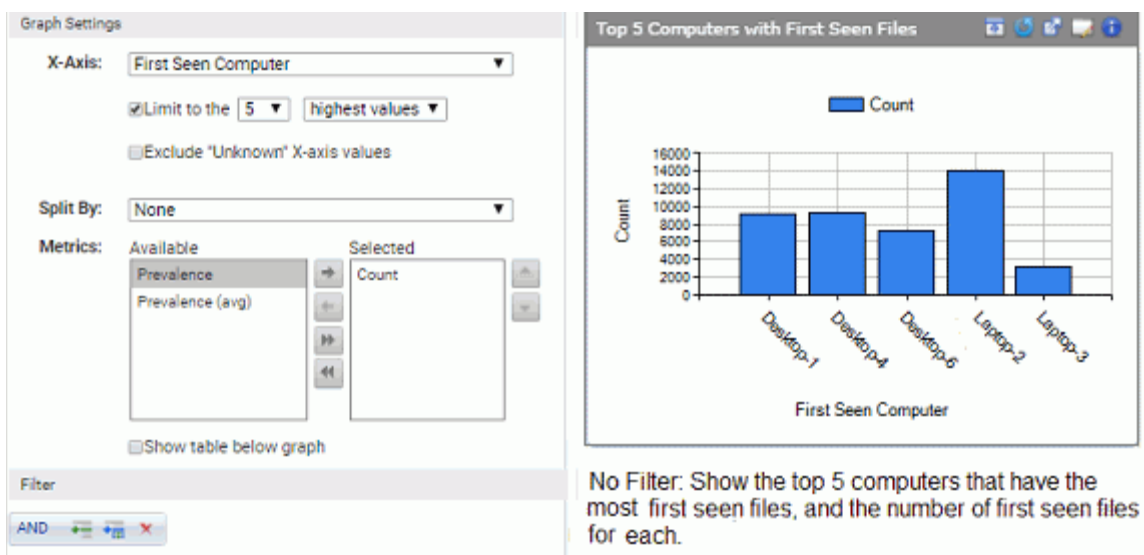 Graph Settings
X-Axis: First Seen Computer
Limit to the 5 highest values
Exclude "Unknown" X-axis values
Split By: None
Metrics: Available Selected
Prevalence Count
Prevalence (avg)
Show table below graph
Filter
AND
Top 5 Computers with First Seen Files
Count
16000
14000
12000
10000
8000
6000
4000
2000
0
Count
Desktop-1 Desktop-4 Desktop-6 Laptop-2 Laptop-3
First Seen Computer
No Filter: Show the top 5 computers that have the
most first seen files, and the number of first seen files
for each.